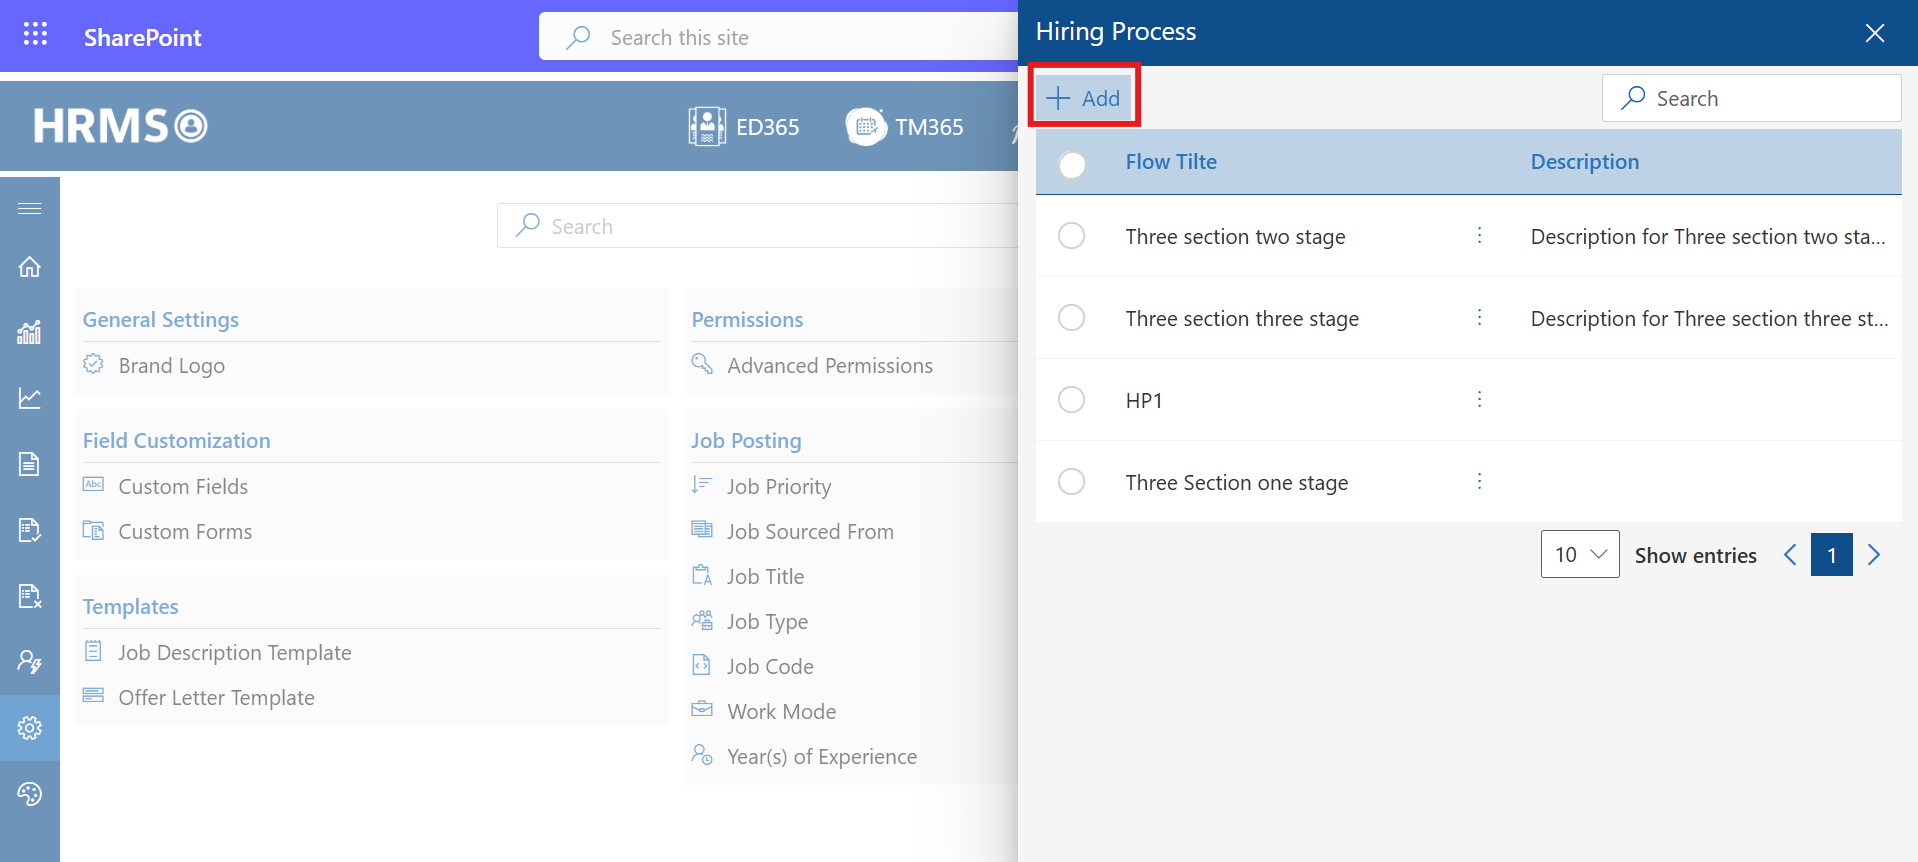 SharePoint
Search this site
HRMS
ED365
TM365
Search
General Settings
Brand Logo
Field Customization
Abc
Custom Fields
Custom Forms
Templates
Job Description Template
Offer Letter Template
Permissions
Advanced Permissions
Job Posting
Job Priority
Job Sourced From
Job Title
Job Type
Job Code
Work Mode
Year(s) of Experience
Hiring Process
Add
Search
Flow Tilte Description
Three section two stage Description for Three section two sta...
Three section three stage Description for Three section three st...
HP1
Three Section one stage
10 Show entries 1